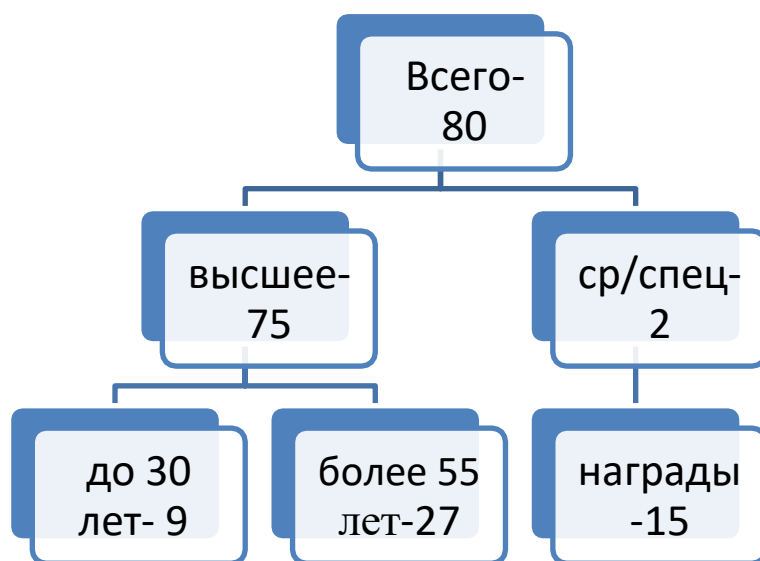 Всего-
80
высшее-
75
ср/спец-
2
до 30
лет- 9
более 55
лет-27
награды
-15